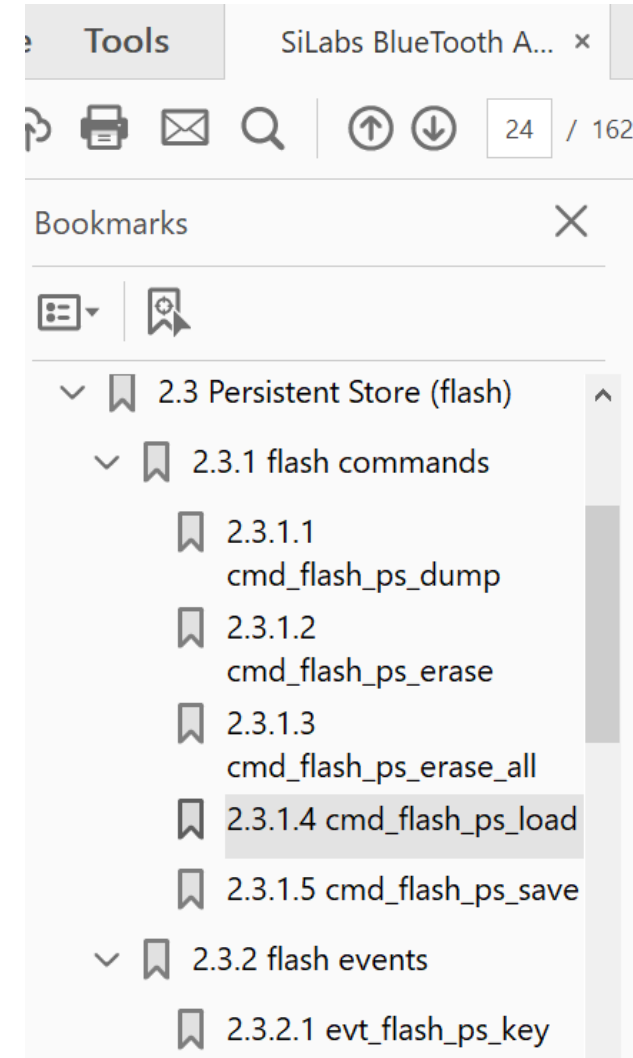 Tools
SiLabs BlueTooth A... ×
24 / 162
Bookmarks
2.3 Persistent Store (flash)
2.3.1 flash commands
2.3.1.1
cmd_flash_ps_dump
2.3.1.2
cmd_flash_ps_erase
2.3.1.3
cmd_flash_ps_erase_all
2.3.1.4 cmd_flash_ps_load
2.3.1.5 cmd_flash_ps_save
2.3.2 flash events
2.3.2.1 evt_flash_ps_key